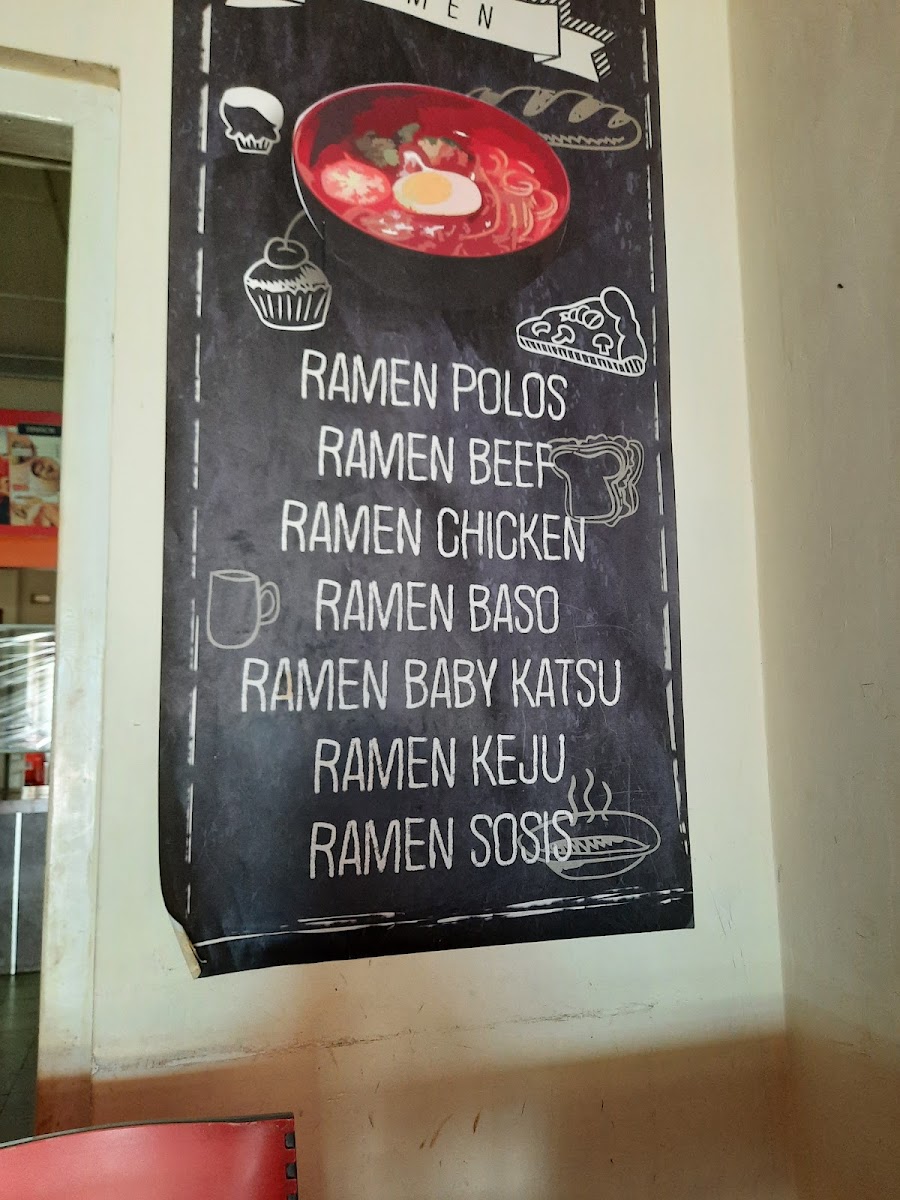 RAMEN POLOS
RAMEN BEEF
RAMEN CHICKEN
RAMEN BASO
RAMEN BABY KATSU
RAMEN KEJU
RAMEN SOSIS